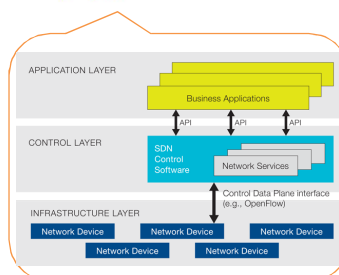 APPLICATION LAYER
Business Applications
API
API
API
CONTROL LAYER
SDN
Control
Software
Network Services
Control Data Plane interface
(e.g., OpenFlow)
INFRASTRUCTURE LAYER
Network Device
Network Device
Network Device
Network Device
Network Device